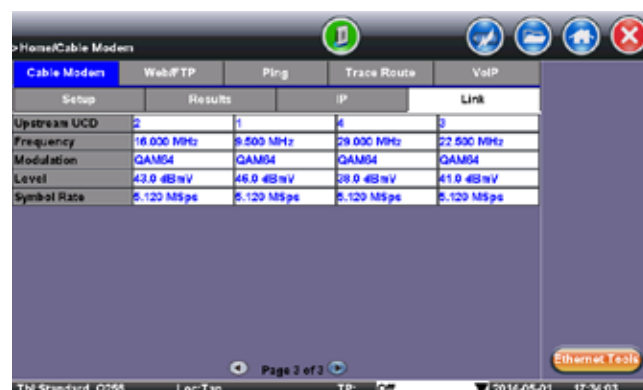 >Home/Cable Modem
Cable Modem Web/FTP Ping Trace Route VoIP
Setup Results IP Link
Upstream UCD 2 1 4 3
Frequency 16.000 MHz 9.500 MHz 29.000 MHz 22.500 MHz
Modulation QAM64 QAM64 QAM64 QAM64
Level 43.0 dBmV 46.0 dBmV 38.0 dBmV 41.0 dBmV
Symbol Rate 5.120 MSps 5.120 MSps 5.120 MSps 5.120 MSps
Ethernet Tools
Page 3 of 3
Tbl Standard_Q256 Loc:Tap TP: Off 2014-05-01 17:34:03